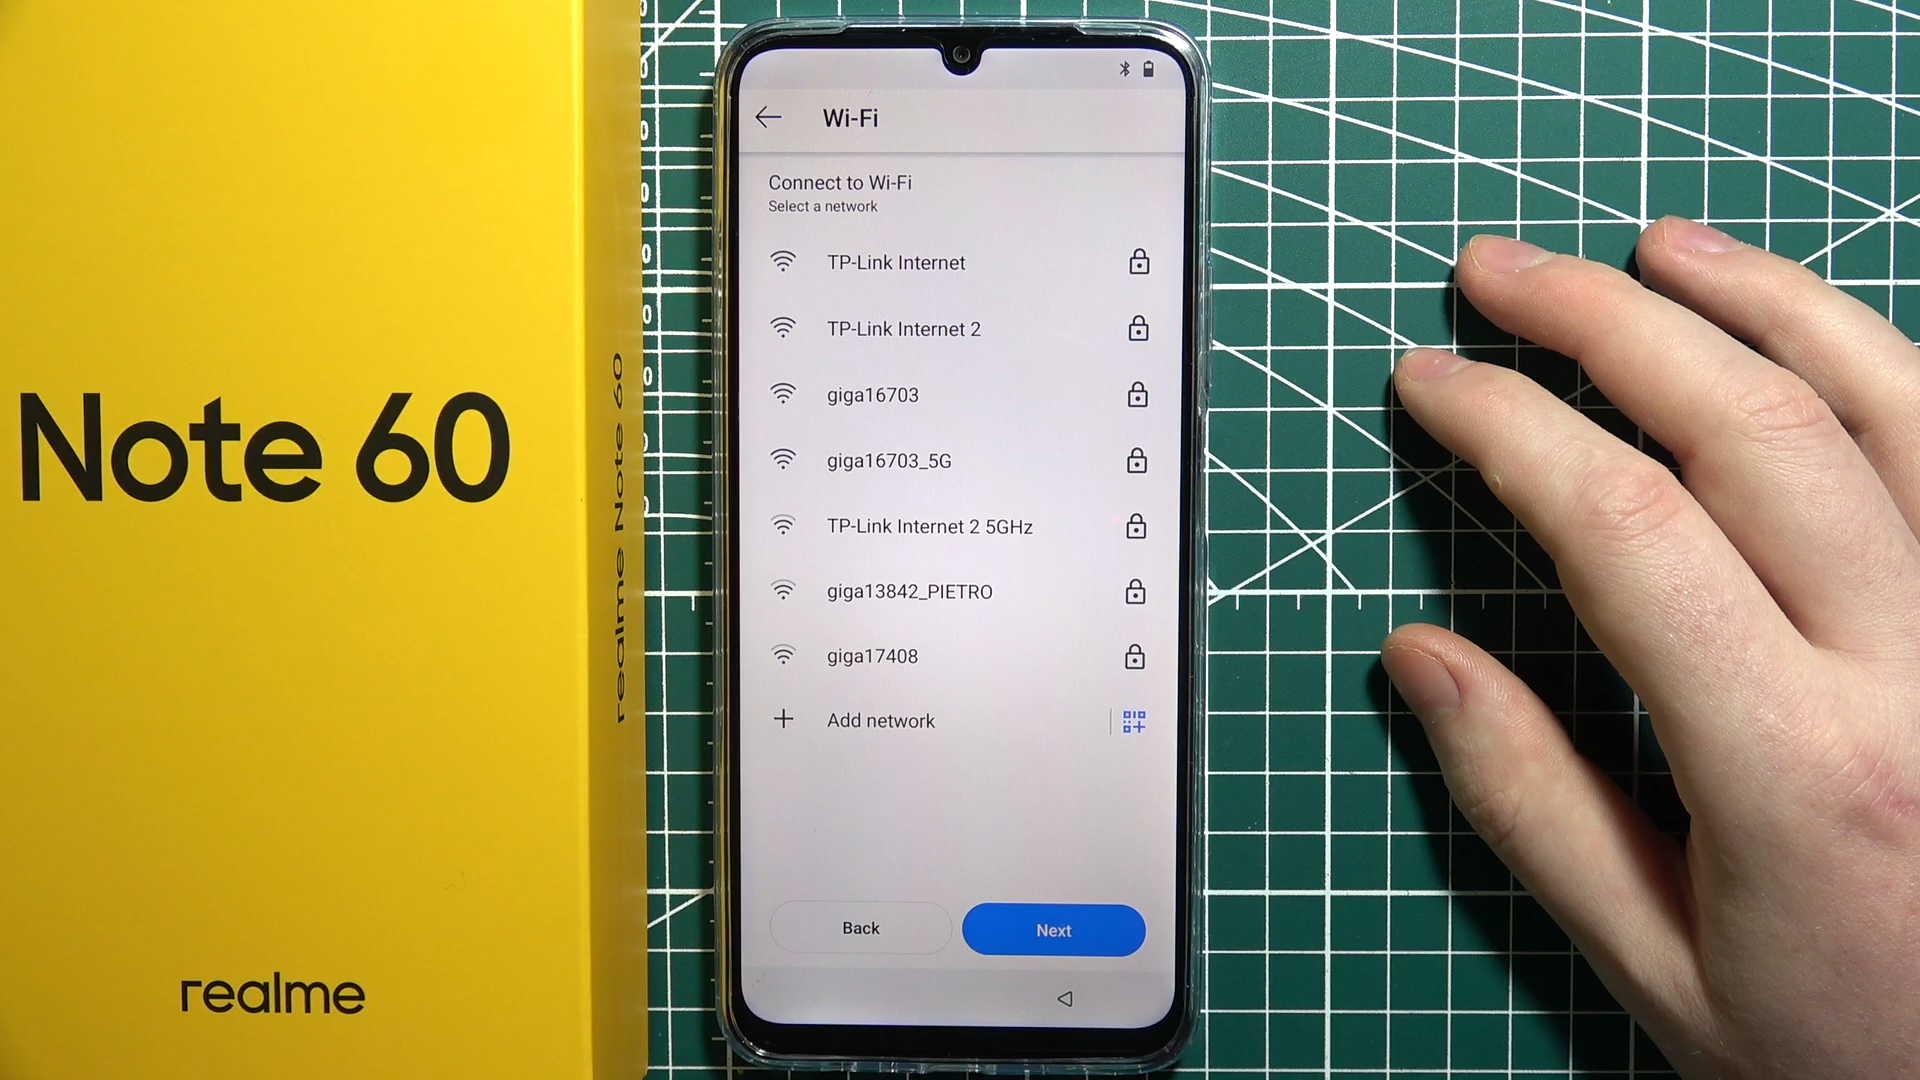 Note 60
realme
realme Note 60
Wi-Fi
Connect to Wi-Fi
Select a network
TP-Link Internet
TP-Link Internet 2
giga16703
giga16703_5G
TP-Link Internet 2 5GHz
giga13842_PIETRO
giga17408
Add network
Back
Next